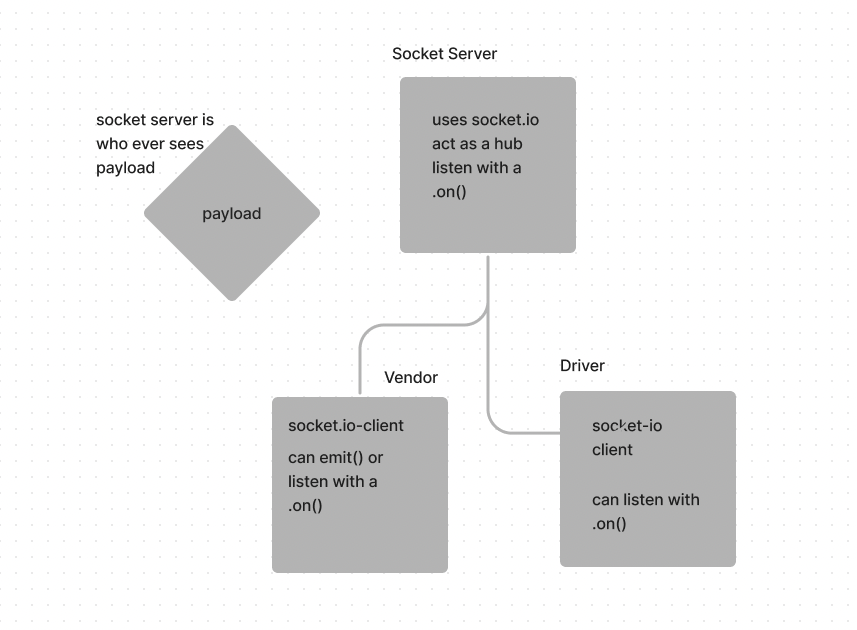 Socket Server
uses socket.io
act as a hub
listen with a
.on()
socket server is
who ever sees
payload
payload
Vendor
socket.io-client
can emit() or
listen with a
.on()
Driver
socket-io
client
can listen with
.on()